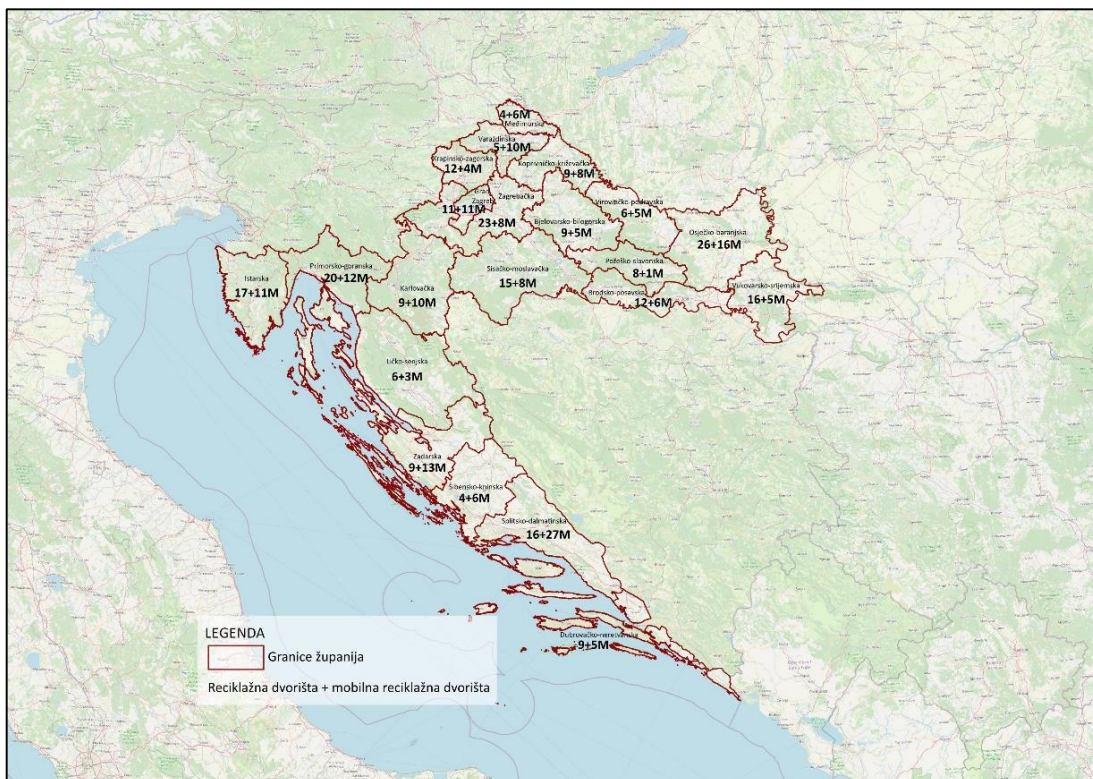 4+6M
Međimurska
Varaždinska
5+10M
Krapinsko-zagorska
12+4M
Koprivničko-križevačka
9+8M
Grad
Zagreb
11+11M
Zagrebačka
23+8M
Virovitičko-podravska
6+5M
Bjelovarsko-bilogorska
9+5M
Osječko-baranjska
26+16M
Požeško-slavonska
8+1M
Sisačko-moslavačka
15+8M
Brodsko-posavska
12+6M
Vukovarsko-srijemska
16+5M
Istarska
17+11M
Primorsko-goranska
20+12M
Karlovačka
9+10M
Ličko-senjska
6+3M
Zadarska
9+13M
Šibensko-kninska
4+6M
Splitsko-dalmatinska
16+27M
Dubrovačko-neretvanska
9+5M
LEGENDA
Granice županija
Reciklažna dvorišta + mobilna reciklažna dvorišta